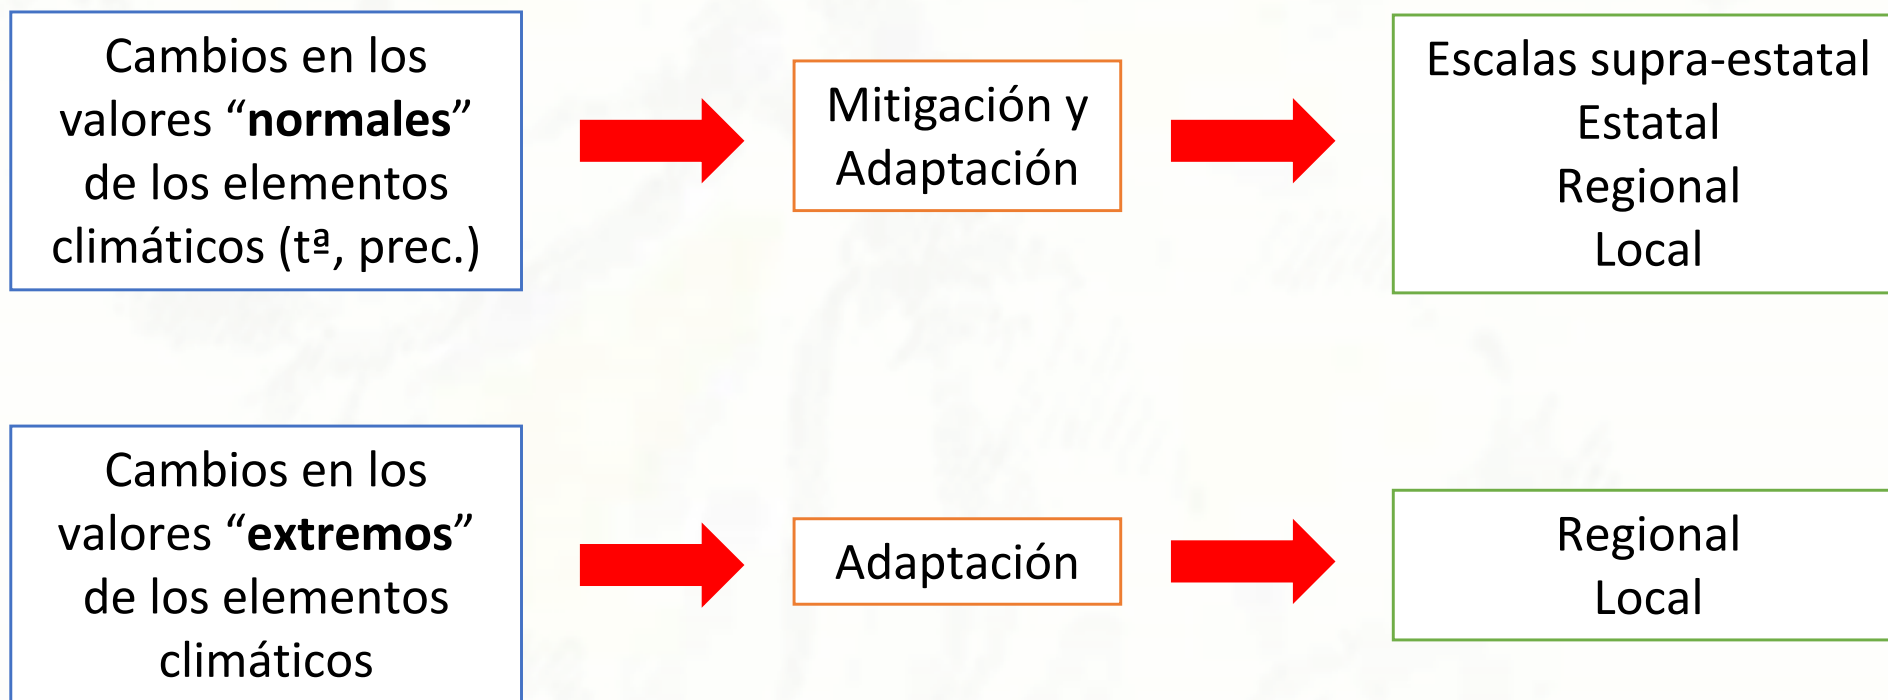 Cambios en los
valores “normales”
de los elementos
climáticos (tª, prec.)
Mitigación y
Adaptación
Escalas supra-estatal
Estatal
Regional
Local
Cambios en los
valores “extremos”
de los elementos
climáticos
Adaptación
Regional
Local